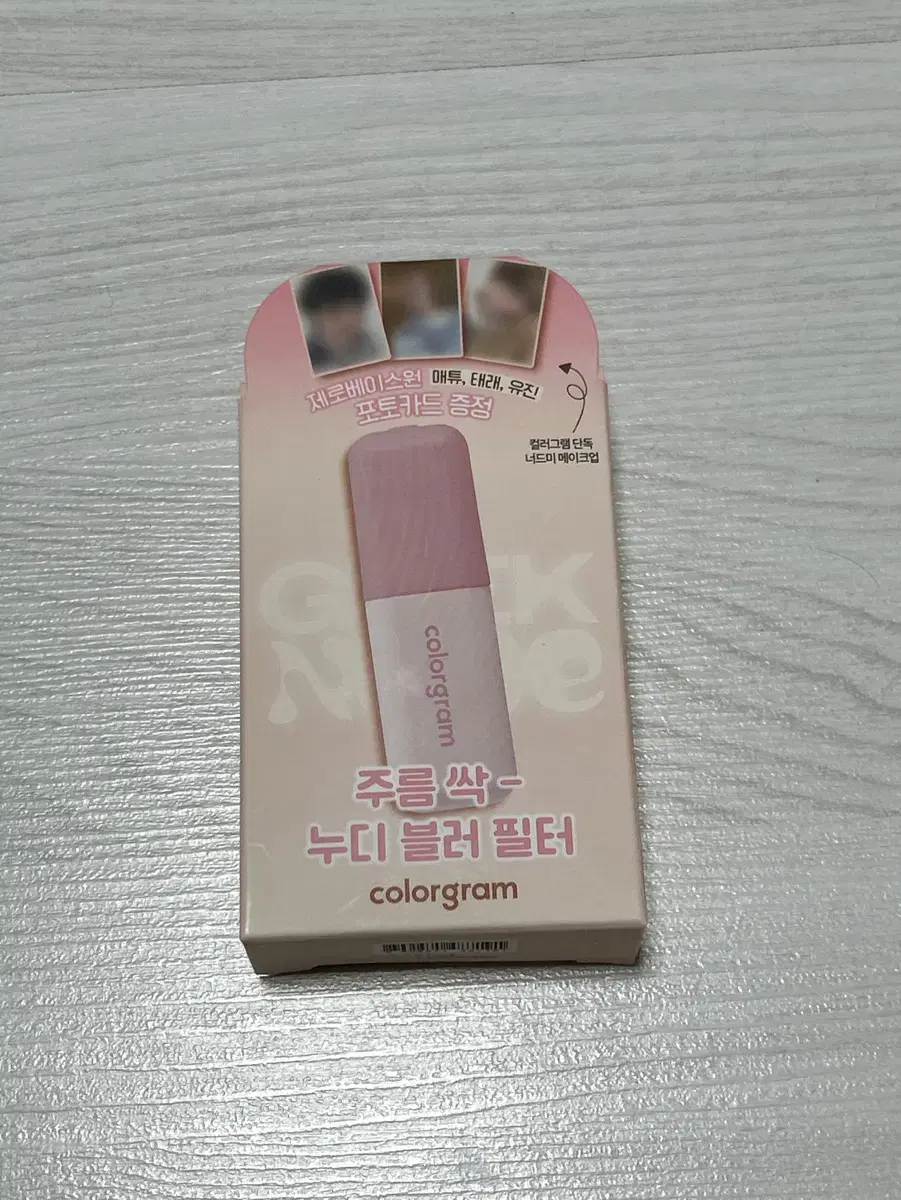 제로베이스원 매튜, 태래, 유진
포토카드 증정
컬러그램 단독
너드미 메이크업
colorgram
주름 싹-
누디 블러 필터
colorgram